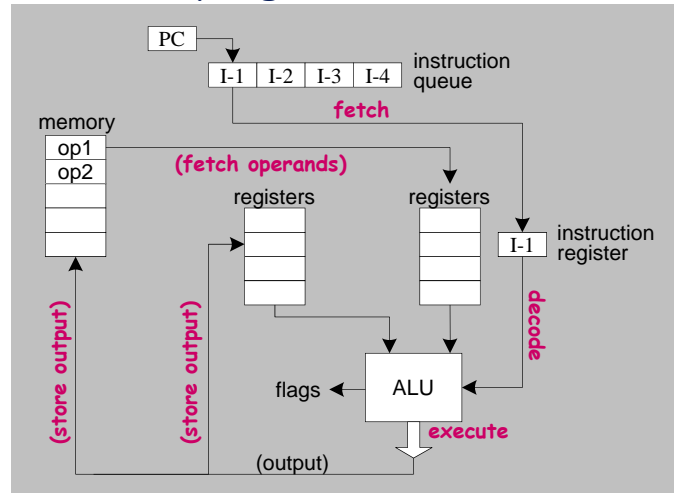 PC
I-1 I-2 I-3 I-4
instruction
queue
fetch
memory
op1
op2
(fetch operands)
registers
registers
I-1
instruction
register
decode
(store output)
(store output)
flags
ALU
execute
(output)